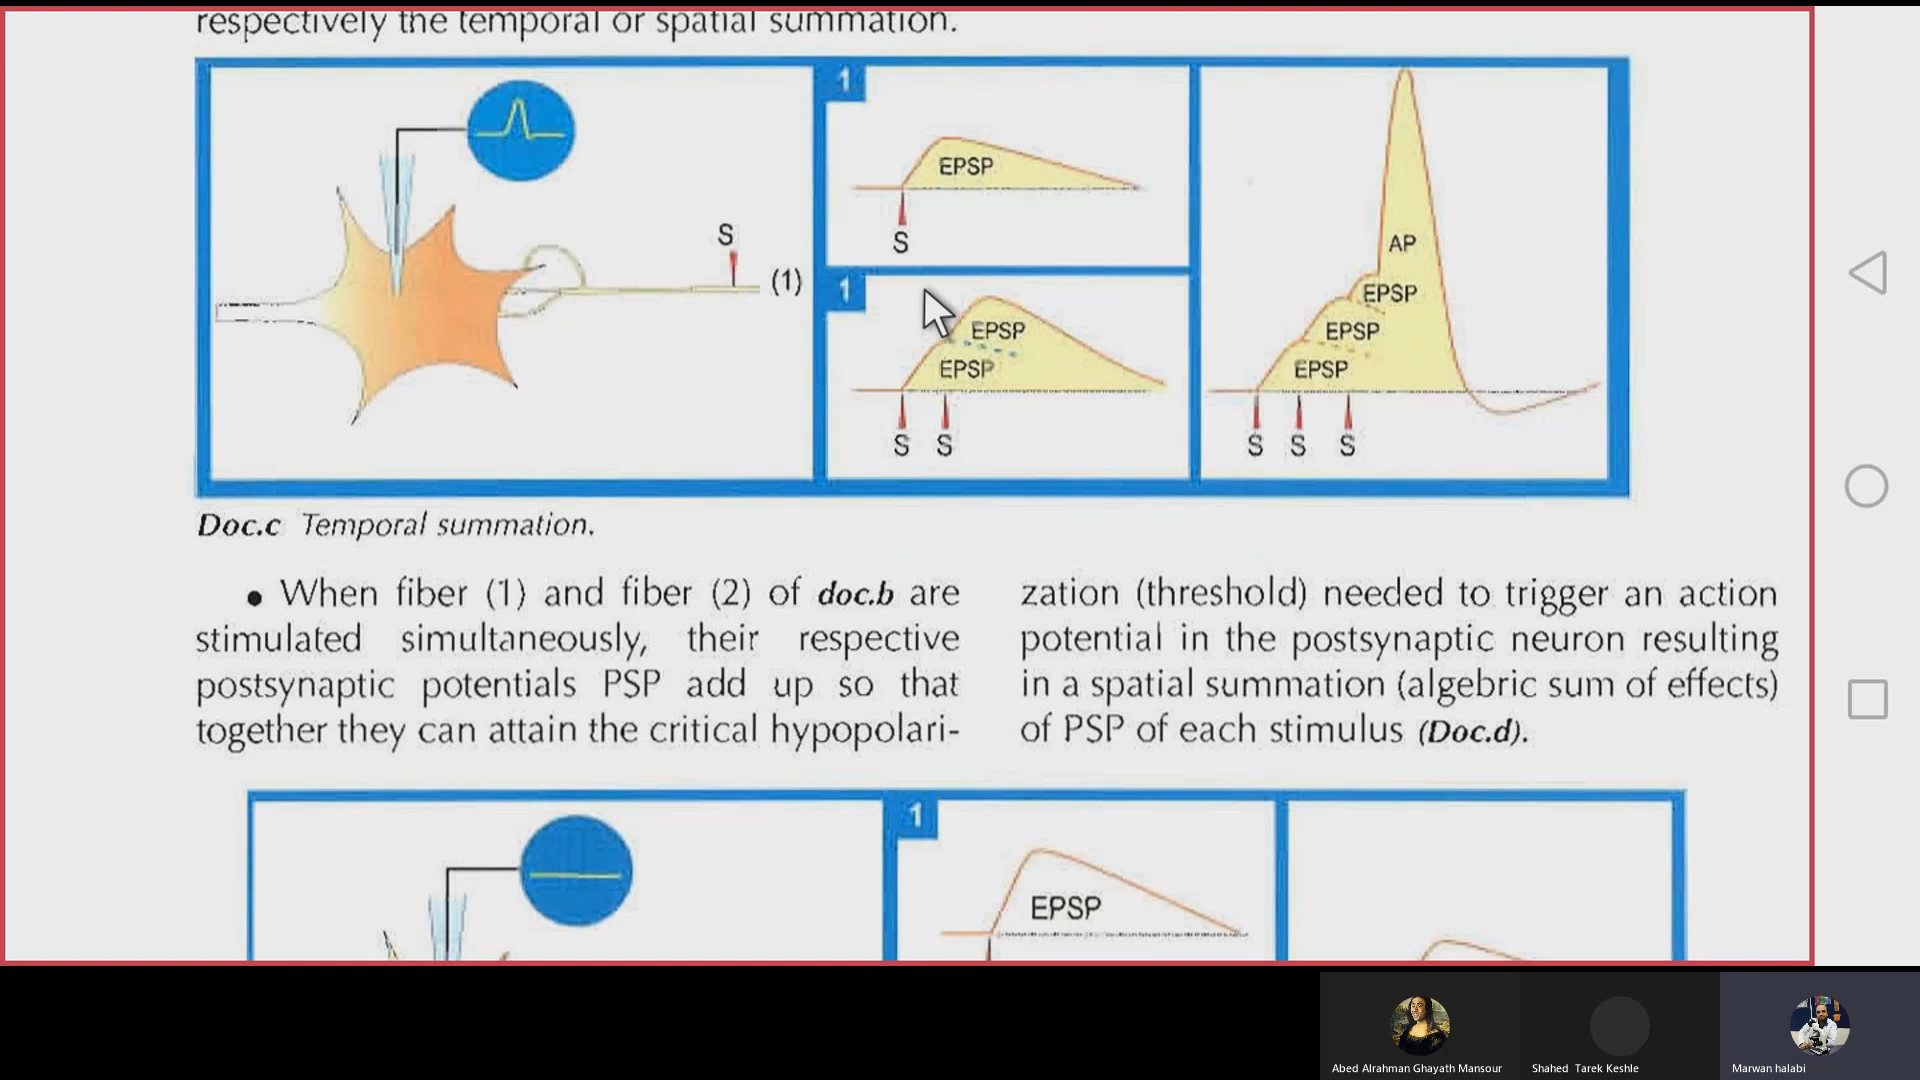 respectively the temporal or spatial summation.
S
(1)
1
EPSP
S
1
EPSP
EPSP
S S
AP
EPSP
EPSP
EPSP
S S S
Doc.c Temporal summation.
• When fiber (1) and fiber (2) of doc.b are
stimulated simultaneously, their respective
postsynaptic potentials PSP add up so that
together they can attain the critical hypopolari-
zation (threshold) needed to trigger an action
potential in the postsynaptic neuron resulting
in a spatial summation (algebric sum of effects)
of PSP of each stimulus (Doc.d).
1
EPSP
Abed Alrahman Ghayath Mansour
Shahed Tarek Keshle
Marwan halabi